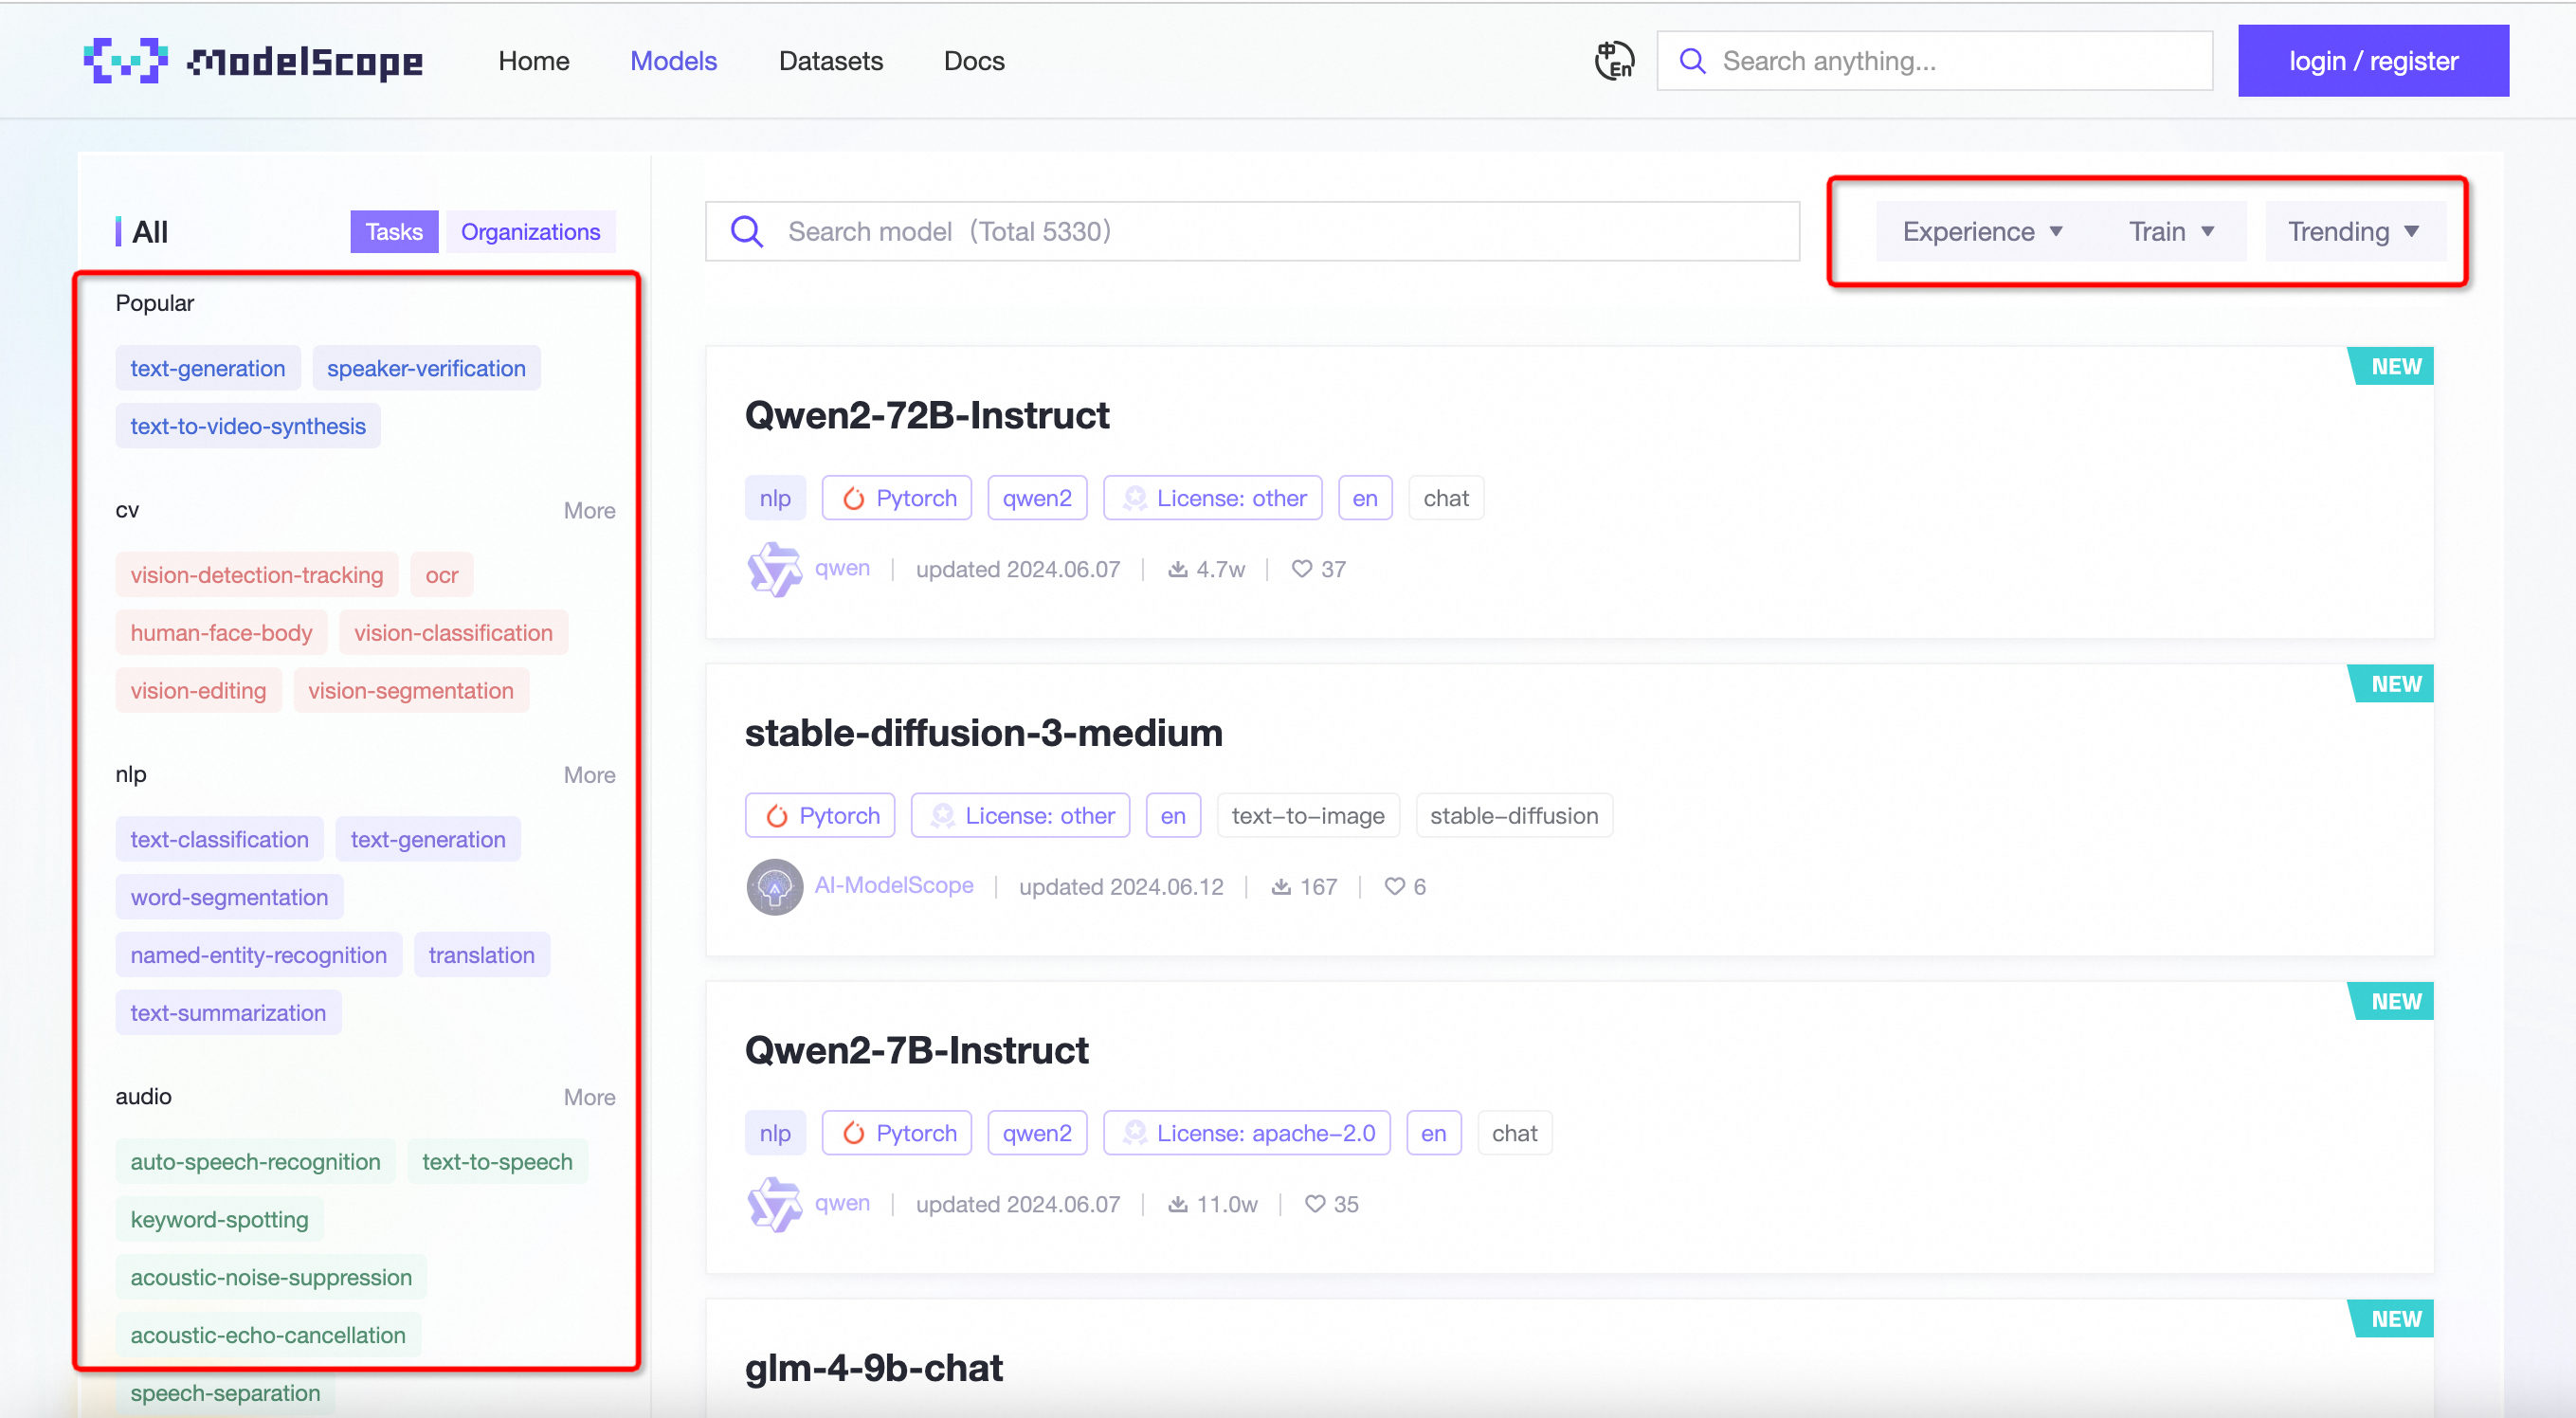 ModelScope Home Models Datasets Docs 中 En Search anything... login / register
All Tasks Organizations
Popular
text-generation speaker-verification
text-to-video-synthesis
cv More
vision-detection-tracking ocr
human-face-body vision-classification
vision-editing vision-segmentation
nlp More
text-classification text-generation
word-segmentation
named-entity-recognition translation
text-summarization
audio More
auto-speech-recognition text-to-speech
keyword-spotting
acoustic-noise-suppression
acoustic-echo-cancellation
speech-separation
Search model (Total 5330) Experience Train Trending
NEW
Qwen2-72B-Instruct
nlp Pytorch qwen2 License: other en chat
qwen updated 2024.06.07 4.7w 37
NEW
stable-diffusion-3-medium
Pytorch License: other en text-to-image stable-diffusion
AI-ModelScope updated 2024.06.12 167 6
NEW
Qwen2-7B-Instruct
nlp Pytorch qwen2 License: apache-2.0 en chat
qwen updated 2024.06.07 11.0w 35
NEW
glm-4-9b-chat